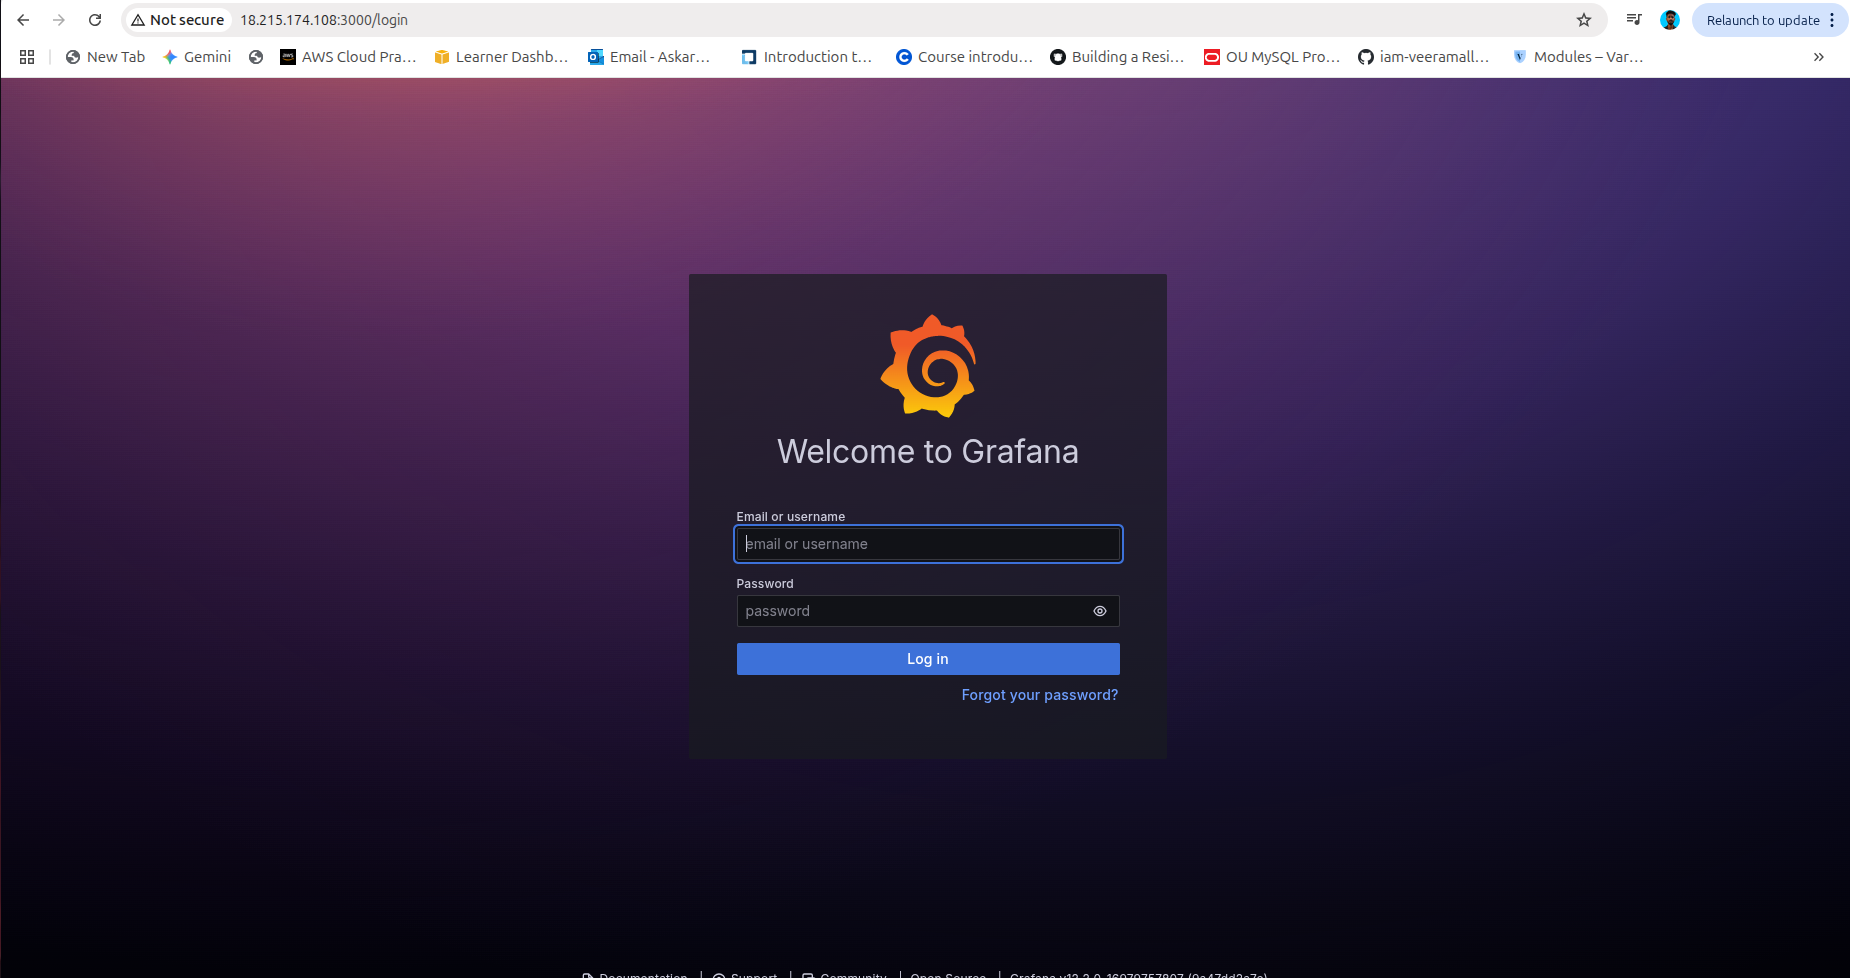 Not secure 18.215.174.108:3000/login Relaunch to update
New Tab Gemini AWS Cloud Pra... Learner Dashb... Email - Askar... Introduction t... Course introdu... Building a Resi... OU MySQL Pro... iam-veeramall... Modules – Var... »
Welcome to Grafana
Email or username
email or username
Password
password
Log in
Forgot your password?
Documentation | Support | Community | Open Source |